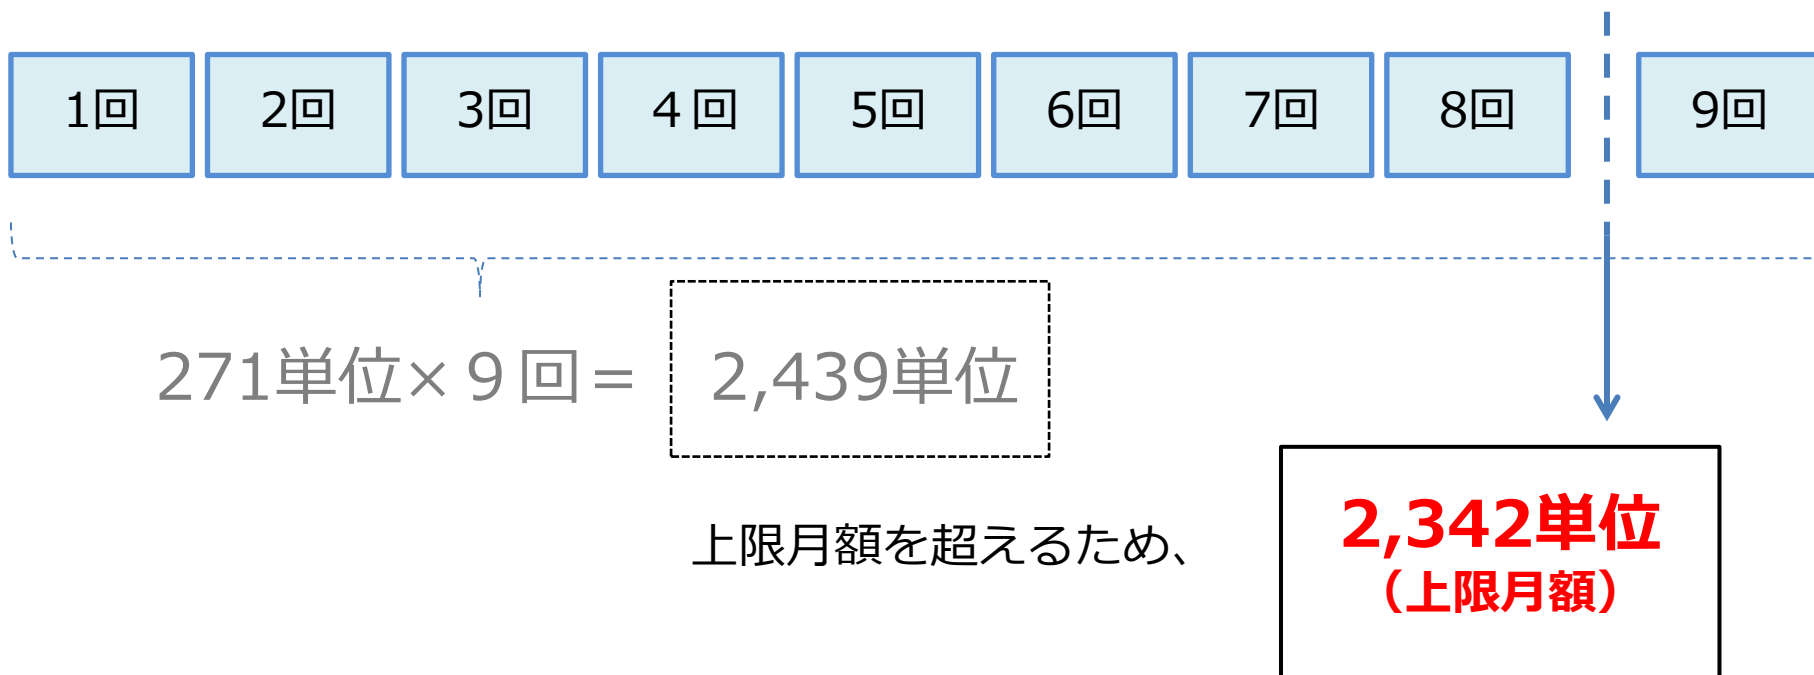 1回 2回 3回 4回 5回 6回 7回 8回 9回
271単位×9回= 2,439単位
上限月額を超えるため、
2,342単位
(上限月額)